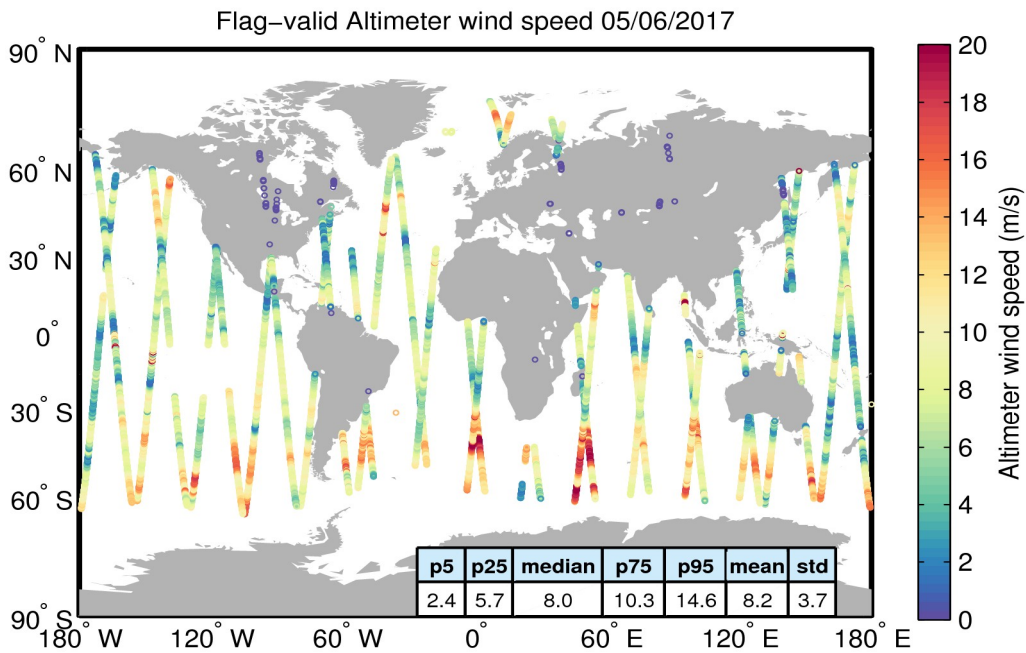 Flag−valid Altimeter wind speed 05/06/2017
90° N
60° N
30° N
0°
30° S
60° S
90° S
180° W
120° W
60° W
0°
60° E
120° E
180° E
p5 p25 median p75 p95 mean std
2.4 5.7 8.0 10.3 14.6 8.2 3.7
20
18
16
14
12
10
8
6
4
2
0
Altimeter wind speed (m/s)